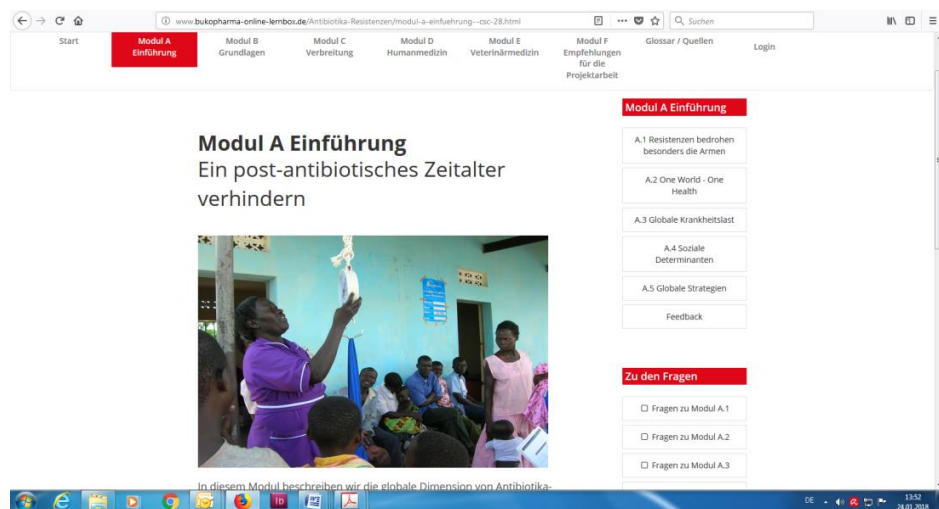 www.bukopharma-online-lernbox.de/Antibiotika-Resistenzen/modul-a-einfuehrung--csc-28.html
Suchen
Start
Modul A
Einführung
Modul B
Grundlagen
Modul C
Verbreitung
Modul D
Humanmedizin
Modul E
Veterinärmedizin
Modul F
Empfehlungen
für die
Projektarbeit
Glossar / Quellen
Login
Modul A Einführung
Ein post-antibiotisches Zeitalter
verhindern
In diesem Modul beschreiben wir die globale Dimension von Antibiotika-
Modul A Einführung
A.1 Resistenzen bedrohen
besonders die Armen
A.2 One World - One
Health
A.3 Globale Krankheitslast
A.4 Soziale
Determinanten
A.5 Globale Strategien
Feedback
Zu den Fragen
Fragen zu Modul A.1
Fragen zu Modul A.2
Fragen zu Modul A.3
DE
13:52
24.01.2018